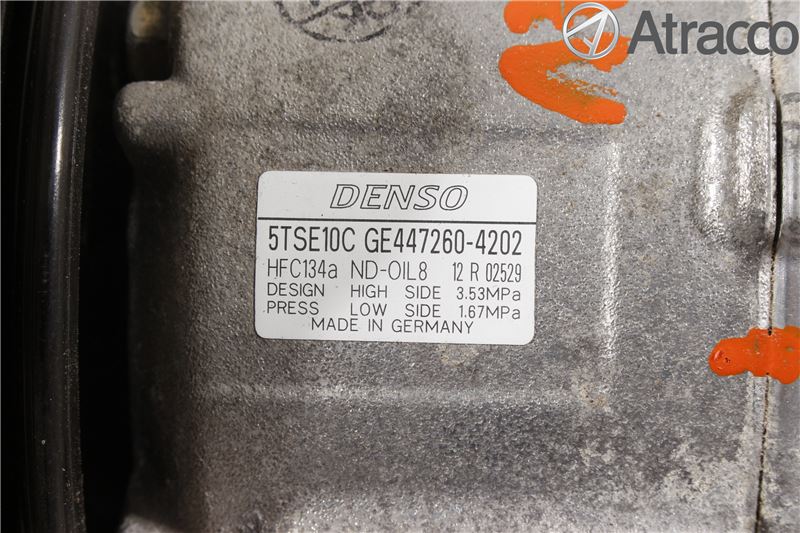 Atracco
DENSO
5TSE10C GE447260-4202
HFC134a ND-OIL8 12 R 02529
DESIGN HIGH SIDE 3.53MPa
PRESS LOW SIDE 1.67MPa
MADE IN GERMANY